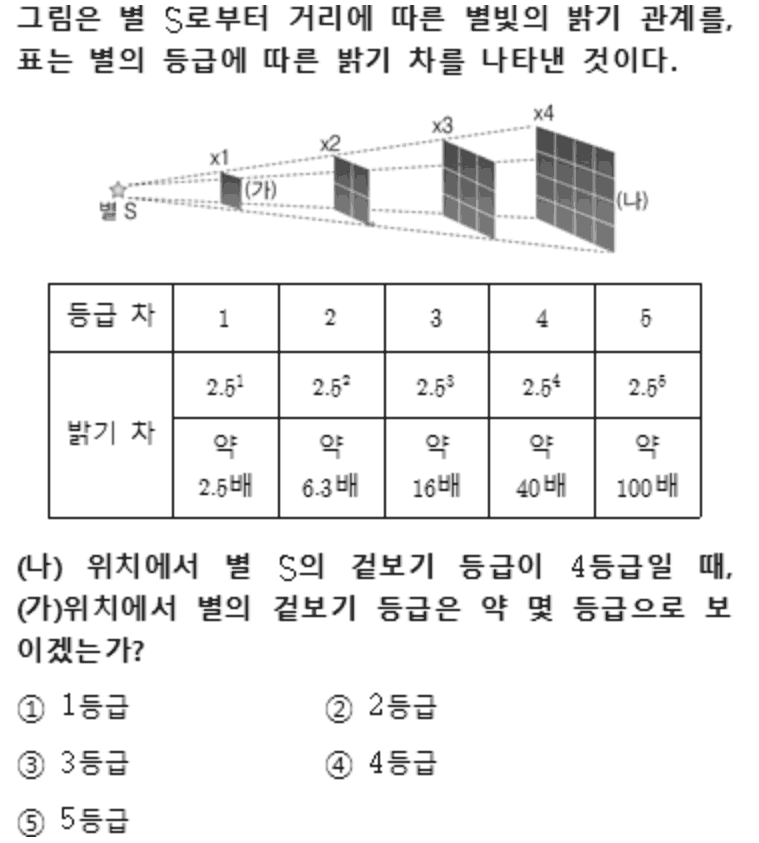 그림은 별 S로부터 거리에 따른 별빛의 밝기 관계를,
표는 별의 등급에 따른 밝기 차를 나타낸 것이다.
x1
x2
x3
x4
별 S
(가)
(나)
등급 차 1 2 3 4 5
밝기 차 2.5¹ 2.5² 2.5³ 2.5⁴ 2.5⁵
약 약 약 약 약
2.5배 6.3배 16배 40배 100배
(나) 위치에서 별 S의 겉보기 등급이 4등급일 때,
(가)위치에서 별의 겉보기 등급은 약 몇 등급으로 보
이겠는가?
① 1등급 ② 2등급
③ 3등급 ④ 4등급
⑤ 5등급